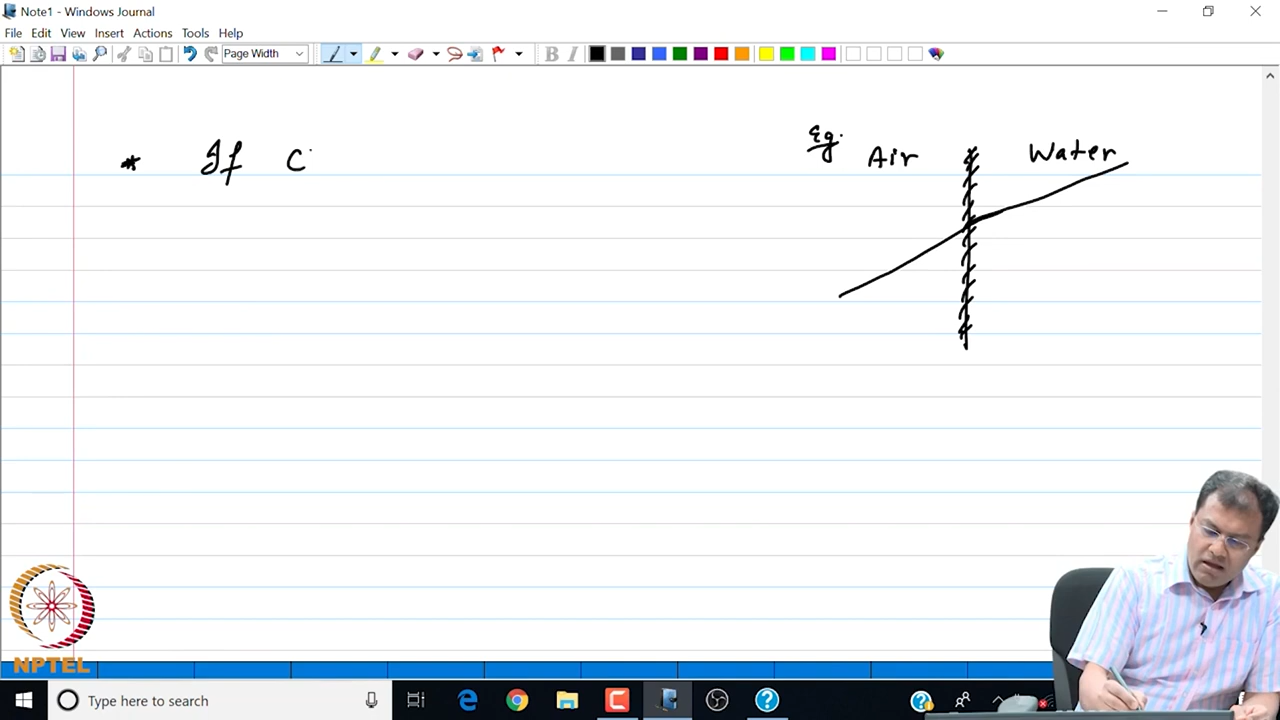 Note1 - Windows Journal
File Edit View Insert Actions Tools Help
Page Width
B I
Eg.
* If C
Air Water
NPTEL
Type here to search